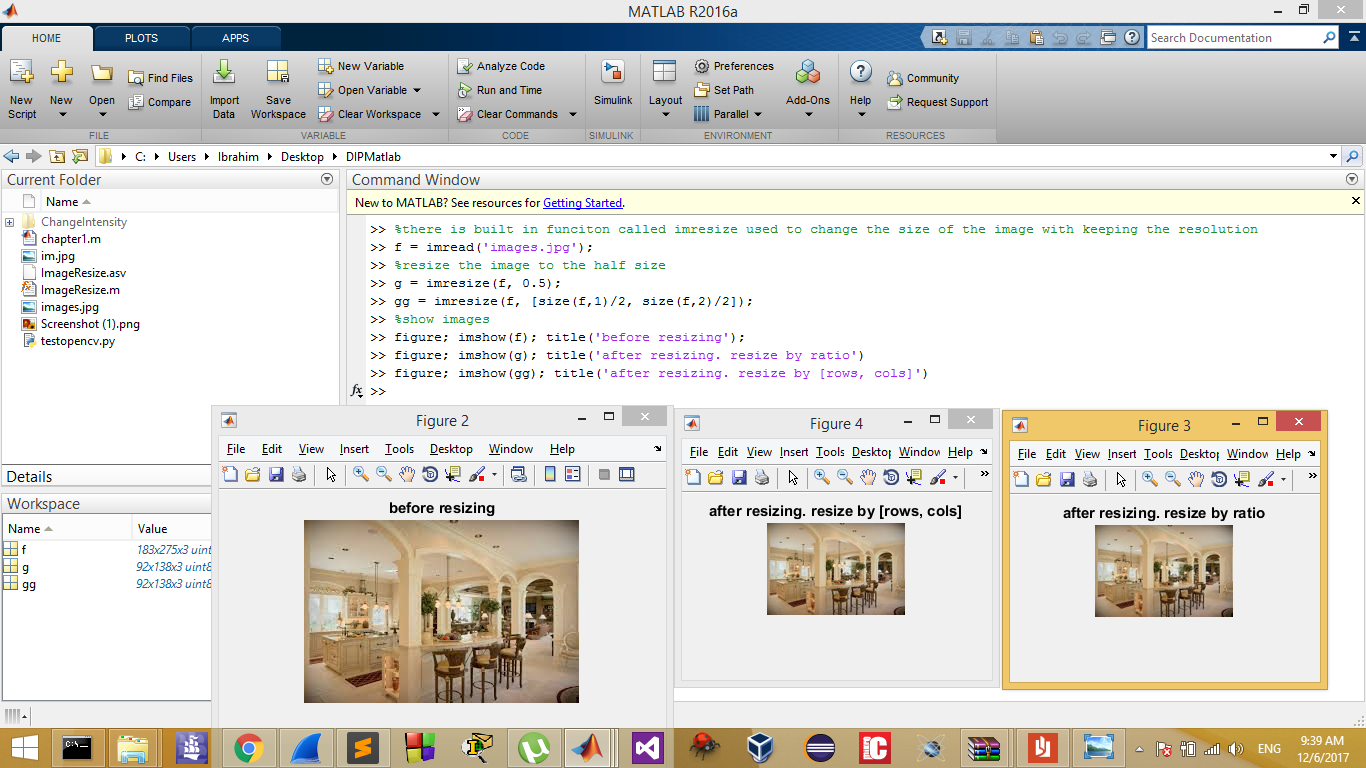 MATLAB R2016a
HOME PLOTS APPS
Search Documentation
New Script
New
Open
Find Files
Compare
Import Data
Save Workspace
New Variable
Open Variable
Clear Workspace
Analyze Code
Run and Time
Clear Commands
Simulink
Layout
Preferences
Set Path
Parallel
Add-Ons
Help
Community
Request Support
FILE VARIABLE CODE SIMULINK ENVIRONMENT RESOURCES
C: Users Ibrahim Desktop DIPMatlab
Current Folder
Name
ChangeIntensity
chapter1.m
im.jpg
ImageResize.asv
ImageResize.m
images.jpg
Screenshot (1).png
testopencv.py
Details
Workspace
Name Value
f 183x275x3 uint
g 92x138x3 uint8
gg 92x138x3 uint8
Command Window
New to MATLAB? See resources for Getting Started.
>> %there is built in funciton called imresize used to change the size of the image with keeping the resolution
>> f = imread('images.jpg');
>> %resize the image to the half size
>> g = imresize(f, 0.5);
>> gg = imresize(f, [size(f,1)/2, size(f,2)/2]);
>> %show images
>> figure; imshow(f); title('before resizing');
>> figure; imshow(g); title('after resizing. resize by ratio')
>> figure; imshow(gg); title('after resizing. resize by [rows, cols]')
fx >>
Figure 2
File Edit View Insert Tools Desktop Window Help
before resizing
Figure 4
File Edit View Insert Tools Desktop Window Help
after resizing. resize by [rows, cols]
Figure 3
File Edit View Insert Tools Desktop Window Help
after resizing. resize by ratio
ENG
9:39 AM
12/6/2017